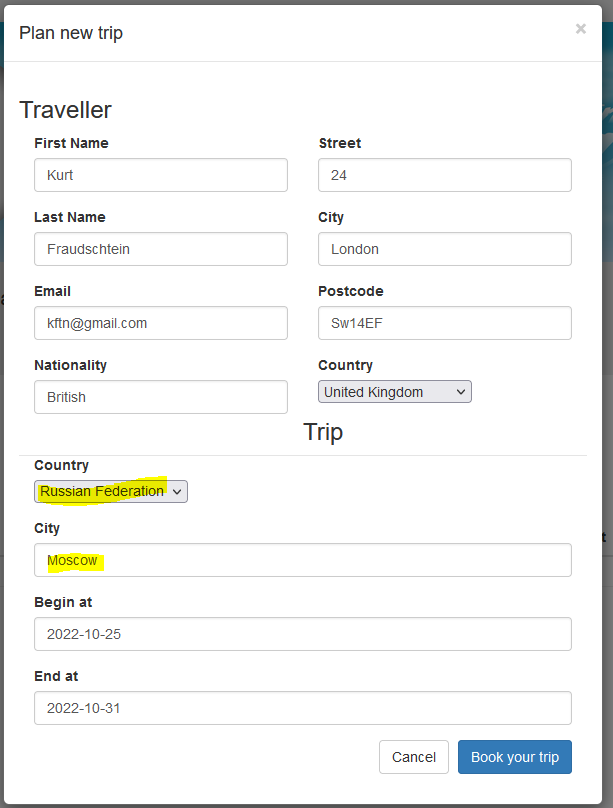 Plan new trip
×
Traveller
First Name
Kurt
Last Name
Fraudschtein
Email
kftn@gmail.com
Nationality
British
Street
24
City
London
Postcode
Sw14EF
Country
United Kingdom
Trip
Country
Russian Federation
City
Moscow
Begin at
2022-10-25
End at
2022-10-31
Cancel
Book your trip